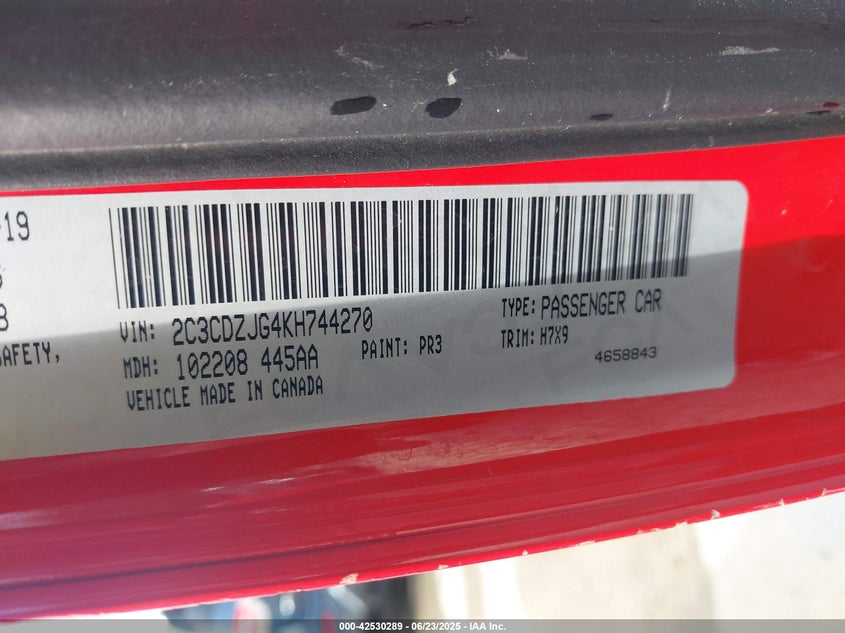 -19
VIN: 2C3CDZJG4KH744270
TYPE: PASSENGER CAR
B
SAFETY,
MDH: 102208 445AA
PAINT: PR3
TRIM: H7X9
4658843
VEHICLE MADE IN CANADA
000-42530289 - 06/23/2025 - IAA Inc.